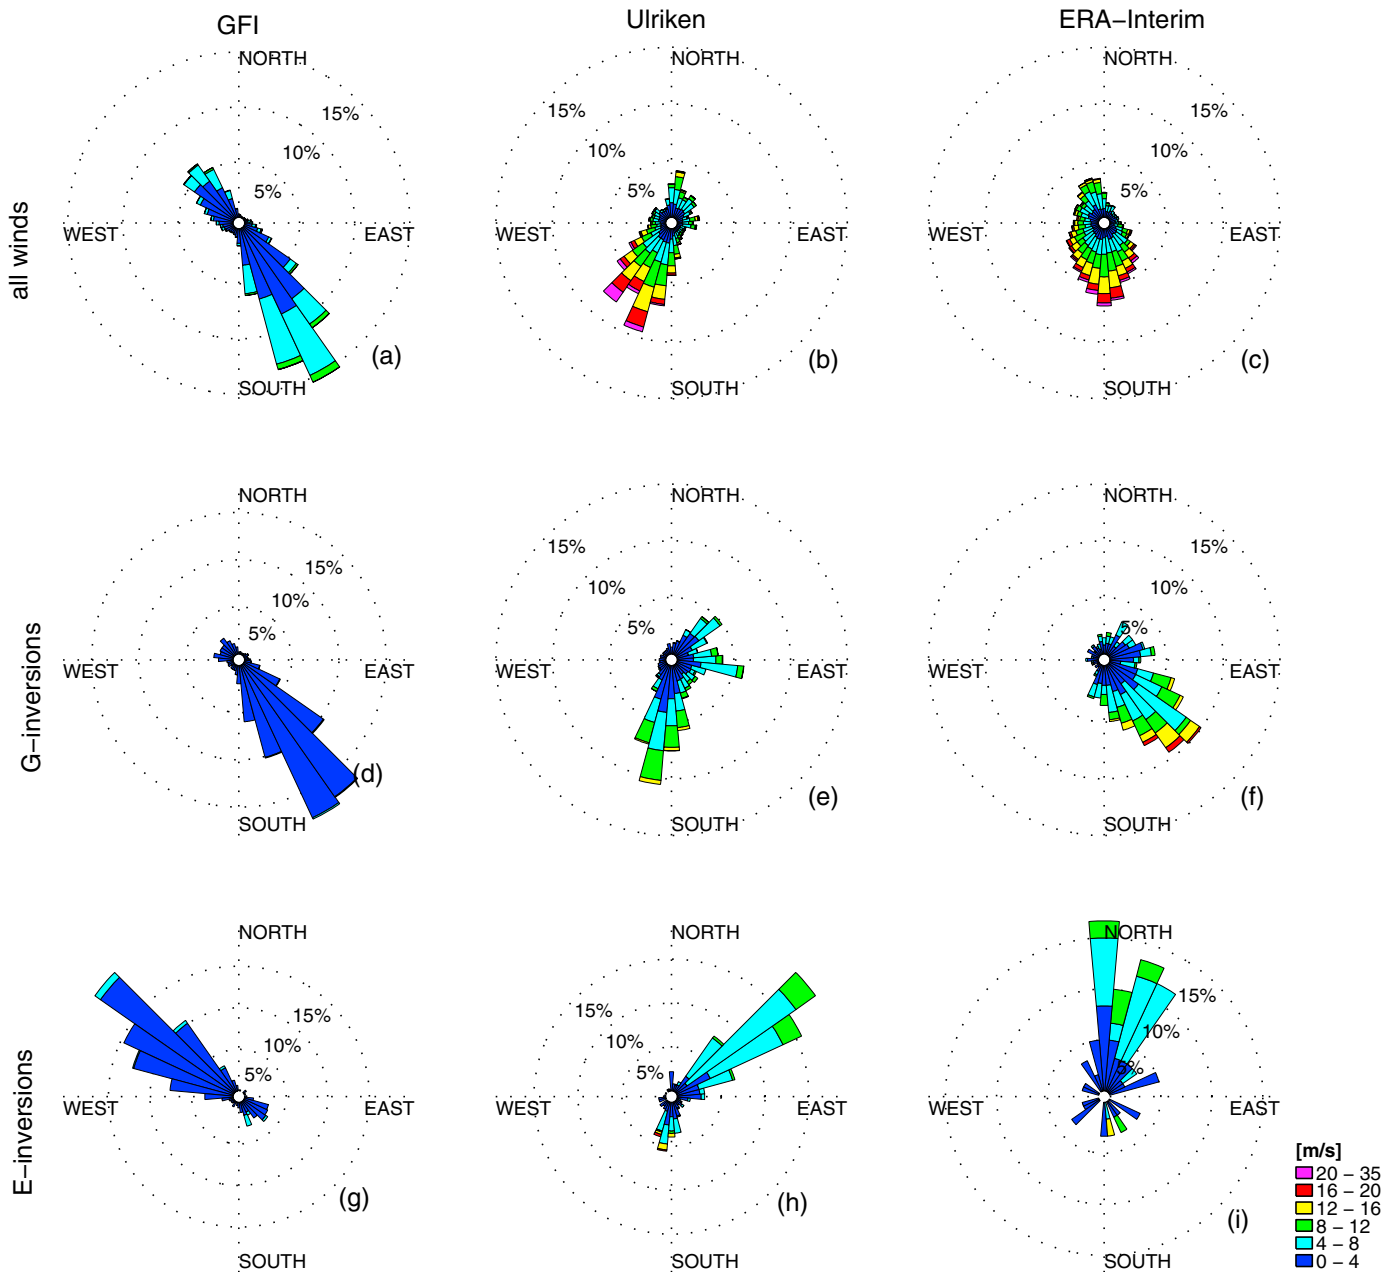 GFI
Ulriken
ERA−Interim
all winds
NORTH
15%
10%
5%
WEST
EAST
SOUTH
(a)
NORTH
15%
10%
5%
WEST
EAST
SOUTH
(b)
NORTH
15%
10%
5%
WEST
EAST
SOUTH
(c)
G−inversions
NORTH
15%
10%
5%
WEST
EAST
SOUTH
(d)
NORTH
15%
10%
5%
WEST
EAST
SOUTH
(e)
NORTH
15%
10%
5%
WEST
EAST
SOUTH
(f)
E−inversions
NORTH
15%
10%
5%
WEST
EAST
SOUTH
(g)
NORTH
15%
10%
5%
WEST
EAST
SOUTH
(h)
NORTH
15%
10%
5%
WEST
EAST
SOUTH
(i)
[m/s]
20 − 35
16 − 20
12 − 16
8 − 12
4 − 8
0 − 4